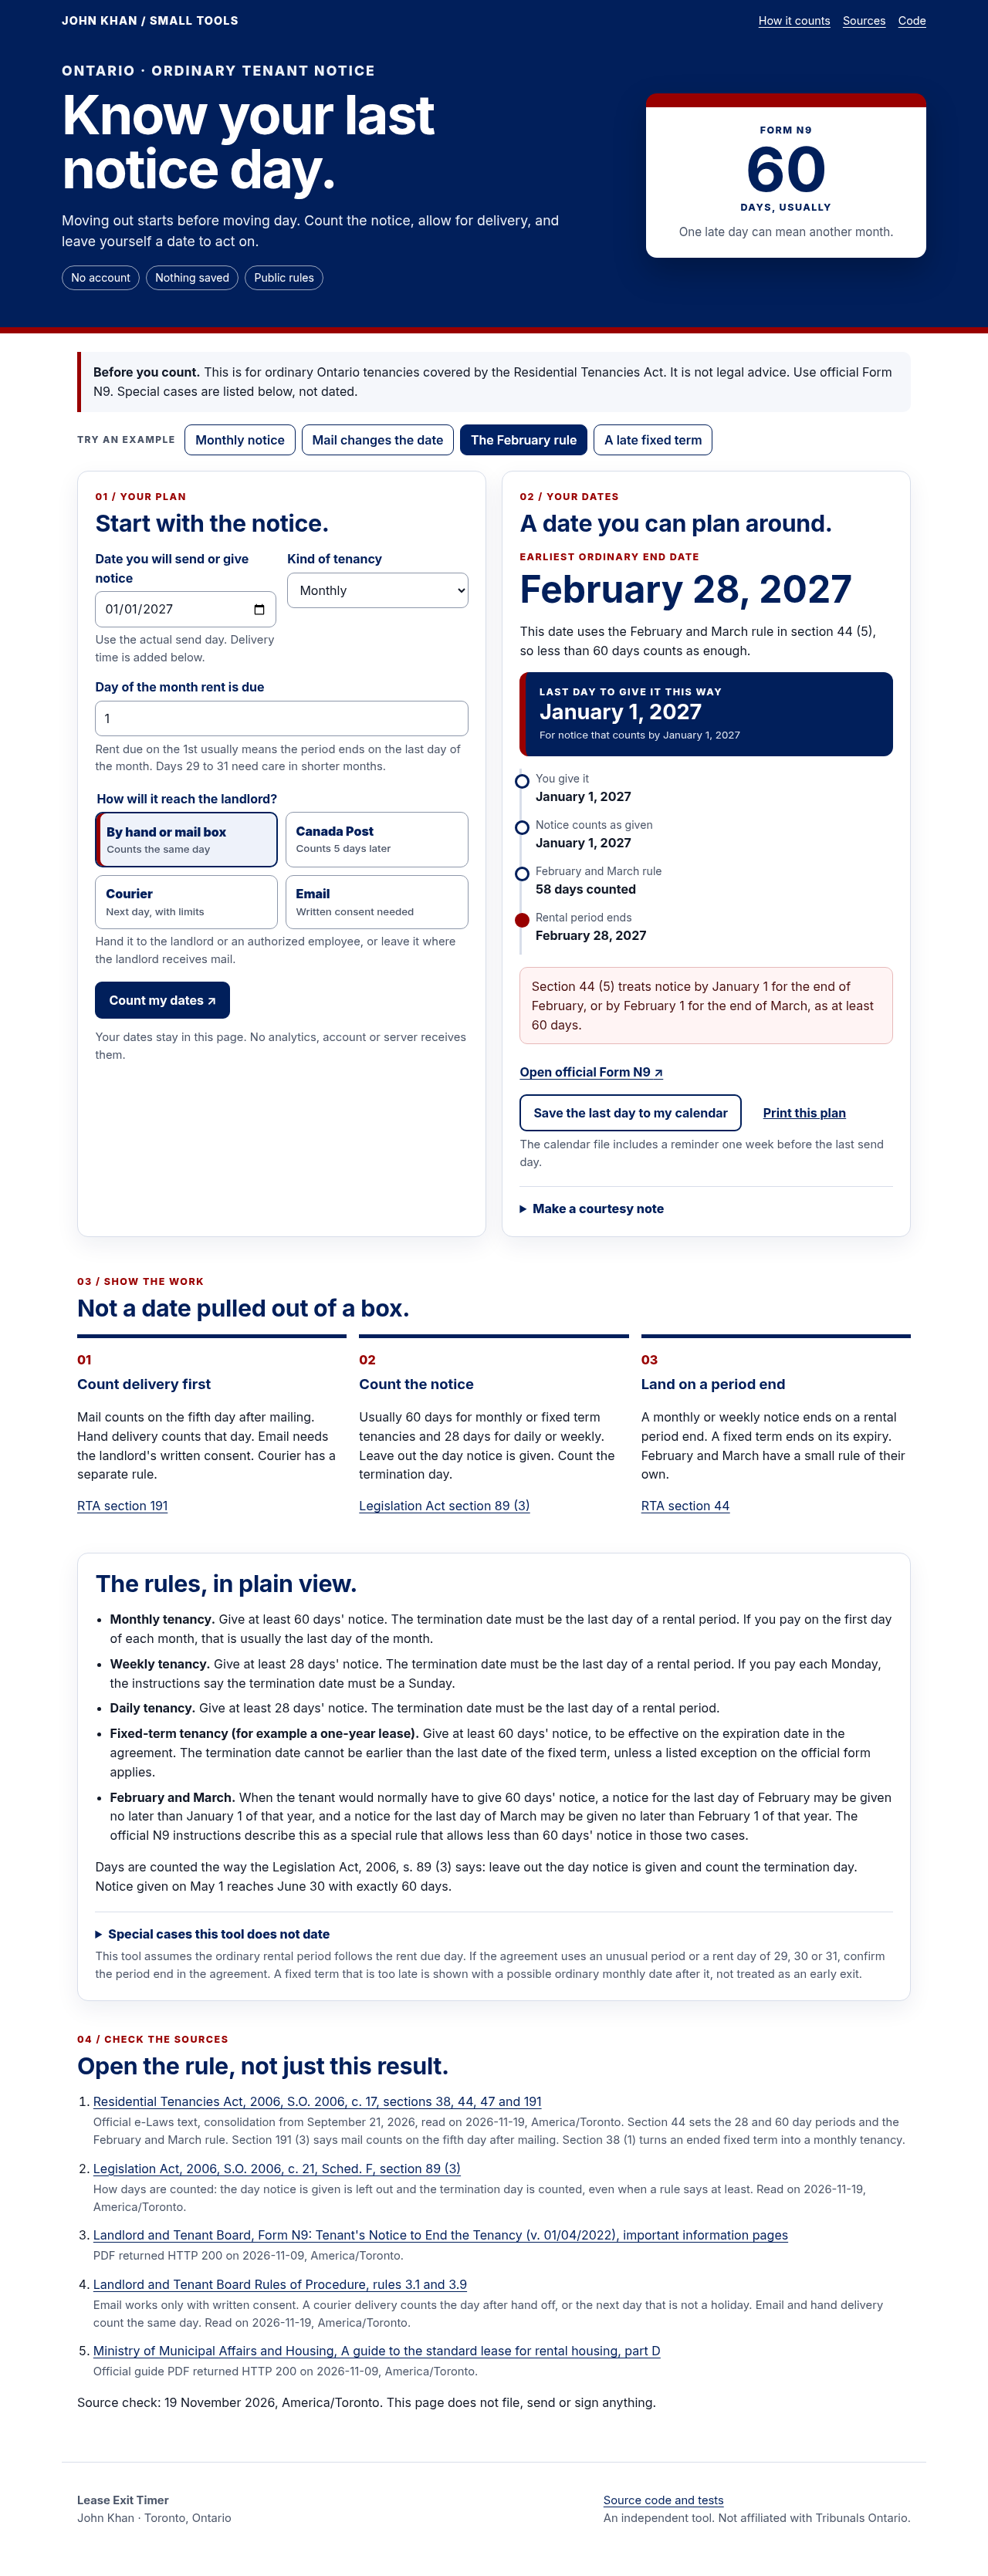 JOHN KHAN / SMALL TOOLS
How it counts Sources Code
ONTARIO · ORDINARY TENANT NOTICE
Know your last
notice day.
Moving out starts before moving day. Count the notice, allow for delivery, and
leave yourself a date to act on.
No account Nothing saved Public rules
FORM N9
60
DAYS, USUALLY
One late day can mean another month.
Before you count. This is for ordinary Ontario tenancies covered by the Residential Tenancies Act. It is not legal advice. Use official Form
N9. Special cases are listed below, not dated.
TRY AN EXAMPLE Monthly notice Mail changes the date The February rule A late fixed term
01 / YOUR PLAN
Start with the notice.
Date you will send or give
notice
01/01/2027
Use the actual send day. Delivery
time is added below.
Kind of tenancy
Monthly
Day of the month rent is due
1
Rent due on the 1st usually means the period ends on the last day of
the month. Days 29 to 31 need care in shorter months.
How will it reach the landlord?
By hand or mail box
Counts the same day
Canada Post
Counts 5 days later
Courier
Next day, with limits
Email
Written consent needed
Hand it to the landlord or an authorized employee, or leave it where
the landlord receives mail.
Count my dates ↗
Your dates stay in this page. No analytics, account or server receives
them.
02 / YOUR DATES
A date you can plan around.
EARLIEST ORDINARY END DATE
February 28, 2027
This date uses the February and March rule in section 44 (5),
so less than 60 days counts as enough.
LAST DAY TO GIVE IT THIS WAY
January 1, 2027
For notice that counts by January 1, 2027
You give it
January 1, 2027
Notice counts as given
January 1, 2027
February and March rule
58 days counted
Rental period ends
February 28, 2027
Section 44 (5) treats notice by January 1 for the end of
February, or by February 1 for the end of March, as at least
60 days.
Open official Form N9 ↗
Save the last day to my calendar Print this plan
The calendar file includes a reminder one week before the last send
day.
▶ Make a courtesy note
03 / SHOW THE WORK
Not a date pulled out of a box.
01
Count delivery first
Mail counts on the fifth day after mailing.
Hand delivery counts that day. Email needs
the landlord's written consent. Courier has a
separate rule.
RTA section 191
02
Count the notice
Usually 60 days for monthly or fixed term
tenancies and 28 days for daily or weekly.
Leave out the day notice is given. Count the
termination day.
Legislation Act section 89 (3)
03
Land on a period end
A monthly or weekly notice ends on a rental
period end. A fixed term ends on its expiry.
February and March have a small rule of their
own.
RTA section 44
The rules, in plain view.
• Monthly tenancy. Give at least 60 days' notice. The termination date must be the last day of a rental period. If you pay on the first day
of each month, that is usually the last day of the month.
• Weekly tenancy. Give at least 28 days' notice. The termination date must be the last day of a rental period. If you pay each Monday,
the instructions say the termination date must be a Sunday.
• Daily tenancy. Give at least 28 days' notice. The termination date must be the last day of a rental period.
• Fixed-term tenancy (for example a one-year lease). Give at least 60 days' notice, to be effective on the expiration date in the
agreement. The termination date cannot be earlier than the last date of the fixed term, unless a listed exception on the official form
applies.
• February and March. When the tenant would normally have to give 60 days' notice, a notice for the last day of February may be given
no later than January 1 of that year, and a notice for the last day of March may be given no later than February 1 of that year. The
official N9 instructions describe this as a special rule that allows less than 60 days' notice in those two cases.
Days are counted the way the Legislation Act, 2006, s. 89 (3) says: leave out the day notice is given and count the termination day.
Notice given on May 1 reaches June 30 with exactly 60 days.
▶ Special cases this tool does not date
This tool assumes the ordinary rental period follows the rent due day. If the agreement uses an unusual period or a rent day of 29, 30 or 31, confirm
the period end in the agreement. A fixed term that is too late is shown with a possible ordinary monthly date after it, not treated as an early exit.
04 / CHECK THE SOURCES
Open the rule, not just this result.
1. Residential Tenancies Act, 2006, S.O. 2006, c. 17, sections 38, 44, 47 and 191
Official e-Laws text, consolidation from September 21, 2026, read on 2026-11-19, America/Toronto. Section 44 sets the 28 and 60 day periods and the
February and March rule. Section 191 (3) says mail counts on the fifth day after mailing. Section 38 (1) turns an ended fixed term into a monthly tenancy.
2. Legislation Act, 2006, S.O. 2006, c. 21, Sched. F, section 89 (3)
How days are counted: the day notice is given is left out and the termination day is counted, even when a rule says at least. Read on 2026-11-19,
America/Toronto.
3. Landlord and Tenant Board, Form N9: Tenant's Notice to End the Tenancy (v. 01/04/2022), important information pages
PDF returned HTTP 200 on 2026-11-09, America/Toronto.
4. Landlord and Tenant Board Rules of Procedure, rules 3.1 and 3.9
Email works only with written consent. A courier delivery counts the day after hand off, or the next day that is not a holiday. Email and hand delivery
count the same day. Read on 2026-11-19, America/Toronto.
5. Ministry of Municipal Affairs and Housing, A guide to the standard lease for rental housing, part D
Official guide PDF returned HTTP 200 on 2026-11-09, America/Toronto.
Source check: 19 November 2026, America/Toronto. This page does not file, send or sign anything.
Lease Exit Timer
John Khan · Toronto, Ontario
Source code and tests
An independent tool. Not affiliated with Tribunals Ontario.